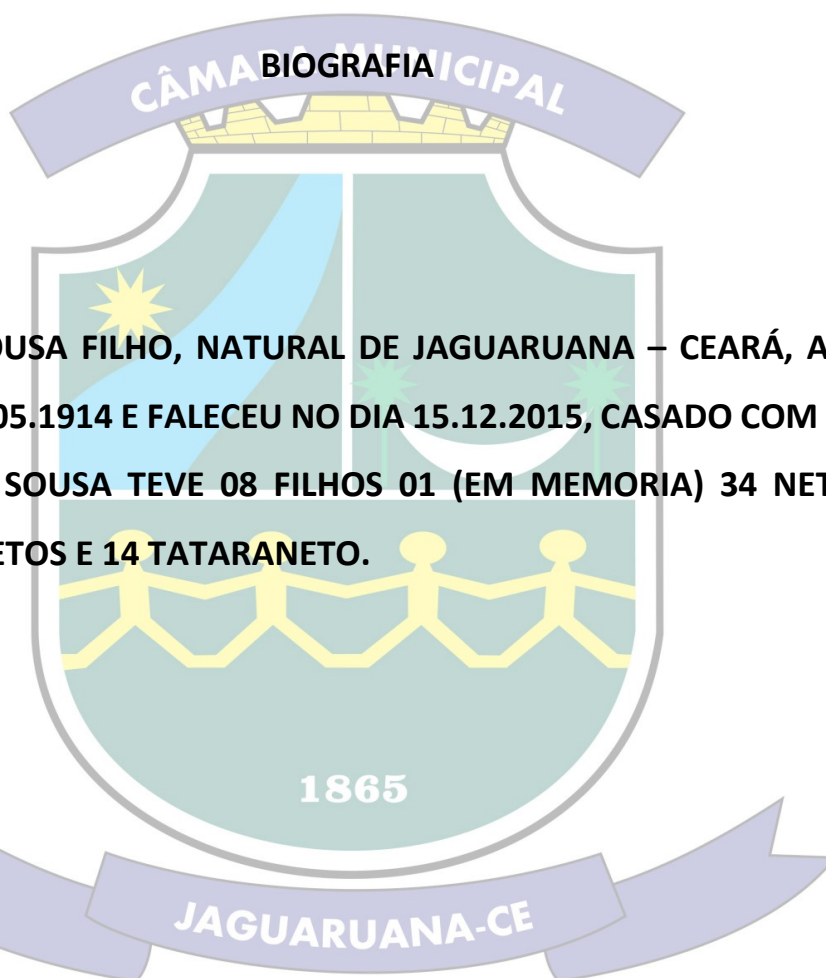 CÂMARA MUNICIPAL
BIOGRAFIA
OUSA FILHO, NATURAL DE JAGUARUANA – CEARÁ, A
05.1914 E FALECEU NO DIA 15.12.2015, CASADO COM
SOUSA TEVE 08 FILHOS 01 (EM MEMORIA) 34 NET
ETOS E 14 TATARANETO.
1865
JAGUARUANA-CE